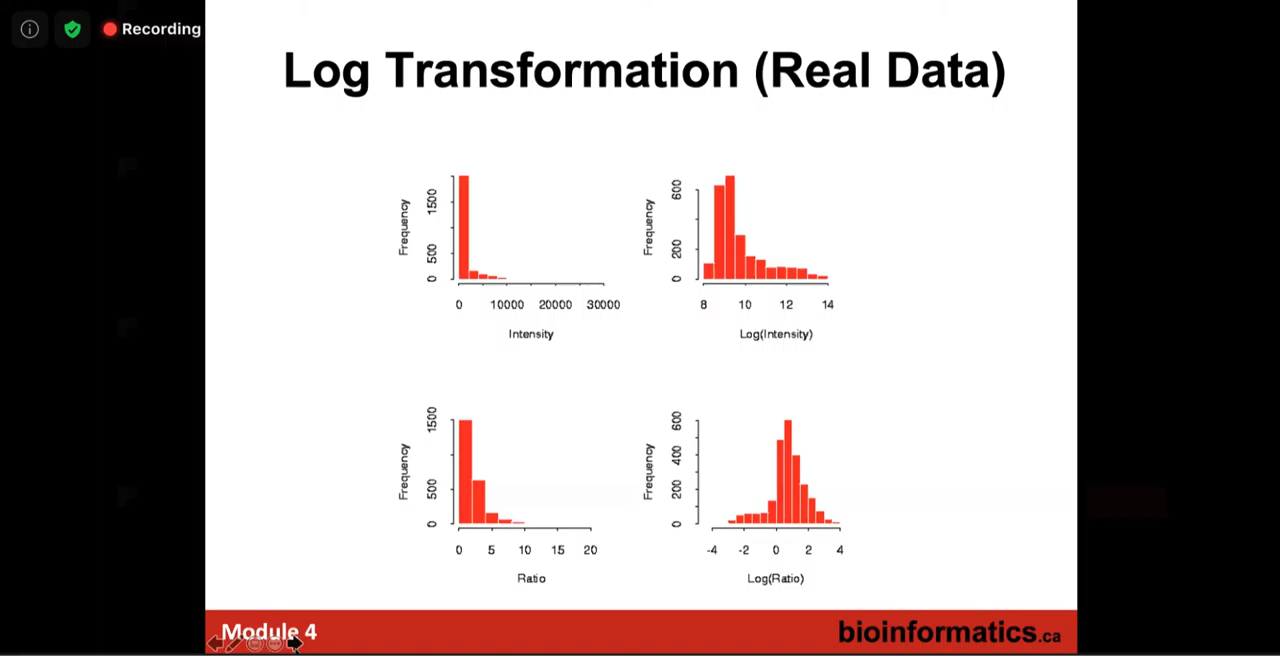 Recording
Log Transformation (Real Data)
Frequency
0 500 1500
0 10000 20000 30000
Intensity
Frequency
0 200 600
8 10 12 14
Log(Intensity)
Frequency
0 500 1500
0 5 10 15 20
Ratio
Frequency
0 200 400 600
-4 -2 0 2 4
Log(Ratio)
Module 4
bioinformatics.ca